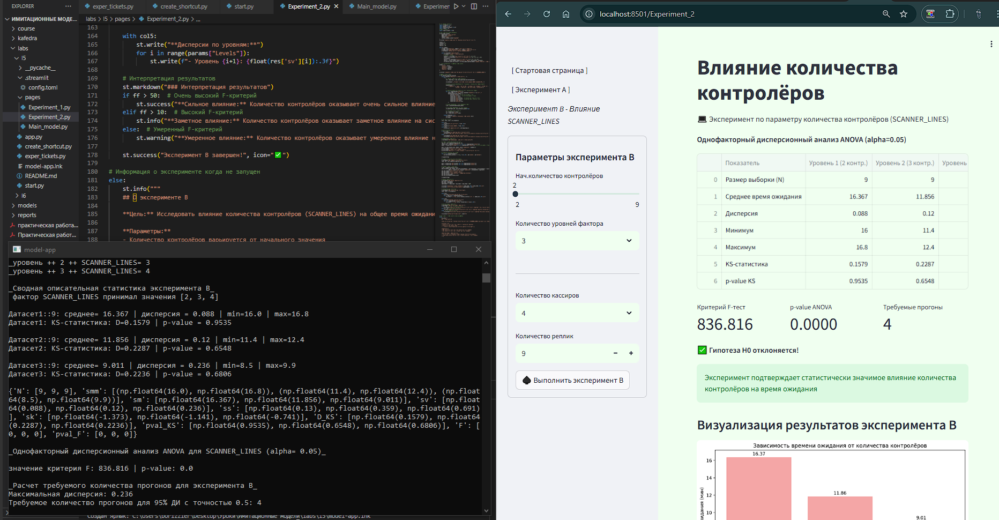 EXPLORER
ИМИТАЦИОННЫЕ МОДЕ...
course
kafedra
labs
l5
__pycache__
.streamlit
config.toml
pages
Experiment_1.py
Experiment_2.py
Main_model.py
app.py
create_shortcut.py
exper_tickets.py
model-app.lnk
README.md
start.py
l6
models
reports
практическая работа...
Практическая работ...
exper_tickets.py
create_shortcut.py
start.py
Experiment_2.py
Main_model.py
Experimer
labs > l5 > pages > Experiment_2.py > ...
163
164 with col5:
165 st.write("**Дисперсии по уровням:**")
166 for i in range(params["Levels"]):
167 st.write(f"- Уровень {i+1}: {float(res['sv'][i]):.3f}")
168
169 # Интерпретация результатов
170 st.markdown("### Интерпретация результатов")
171 if ff > 50: # Очень высокий F-критерий
172 st.success("**Сильное влияние:** Количество контролёров оказывает очень сильное влияние
173 elif ff > 10: # Высокий F-критерий
174 st.info("**Заметное влияние:** Количество контролёров оказывает заметное влияние на сис
175 else: # Умеренный F-критерий
176 st.warning("**Умеренное влияние:** Количество контролёров оказывает умеренное влияние н
177
178 st.success("Эксперимент B завершен!", icon="✅")
179
180 # Информация о эксперименте когда не запущен
181 else:
182 st.info("""
183 ## О эксперименте B
184
185 **Цель:** Исследовать влияние количества контролёров (SCANNER_LINES) на общее время ожидани
186
187 **Параметры:**
188 - Количество контролёров варьируется от начального значения
model-app
_уровень ++ 2 ++ SCANNER_LINES= 3
_уровень ++ 3 ++ SCANNER_LINES= 4
_Сводная описательная статистика эксперимента B_
фактор SCANNER_LINES принимал значения [2, 3, 4]
Датасет1::9: среднее= 16.367 | дисперсия = 0.088 | min=16.0 | max=16.8
Датасет1: KS-статистика: D=0.1579 | p-value = 0.9535
Датасет2::9: среднее= 11.856 | дисперсия = 0.12 | min=11.4 | max=12.4
Датасет2: KS-статистика: D=0.2287 | p-value = 0.6548
Датасет3::9: среднее= 9.011 | дисперсия = 0.236 | min=8.5 | max=9.9
Датасет3: KS-статистика: D=0.2236 | p-value = 0.6806
{'N': [9, 9, 9], 'smm': [(np.float64(16.0), np.float64(16.8)), (np.float64(11.4), np.float64(12.4)), (np.float
64(8.5), np.float64(9.9))], 'sm': [np.float64(16.367), np.float64(11.856), np.float64(9.011)], 'sv': [np.float
64(0.088), np.float64(0.12), np.float64(0.236)], 'ss': [np.float64(0.13), np.float64(0.359), np.float64(0.691)
], 'sk': [np.float64(-1.373), np.float64(-1.141), np.float64(-0.741)], 'D_KS': [np.float64(0.1579), np.float64
(0.2287), np.float64(0.2236)], 'pval_KS': [np.float64(0.9535), np.float64(0.6548), np.float64(0.6806)], 'F': [
0, 0, 0], 'pval_F': [0, 0, 0]}
_Однофакторный дисперсионный анализ ANOVA для SCANNER_LINES (alpha= 0.05)_
значение критерия F: 836.816 | p-value: 0.0
_Расчет требуемого количества прогонов для эксперимента B_
Максимальная дисперсия: 0.236
Требуемое количество прогонов для 95% ДИ с точностью 0.5: 4
localhost:8501/Experiment_2
[ Стартовая страница ]
[ Эксперимент A ]
Эксперимент B - Влияние
SCANNER_LINES
Параметры эксперимента B
Нач.количество контролёров
2
2 9
Количество уровней фактора
3
Количество кассиров
4
Количество реплик
9 − +
♠ Выполнить эксперимент B
Влияние количества
контролёров
💻 Эксперимент по параметру количества контролёров (SCANNER_LINES)
Однофакторный дисперсионный анализ ANOVA (alpha=0.05)
Показатель Уровень 1 (2 контр.) Уровень 2 (3 контр.) Уровень
0 Размер выборки (N) 9 9
1 Среднее время ожидания 16.367 11.856
2 Дисперсия 0.088 0.12
3 Минимум 16 11.4
4 Максимум 16.8 12.4
5 KS-статистика 0.1579 0.2287
6 p-value KS 0.9535 0.6548
Критерий F-тест p-value ANOVA Требуемые прогоны
836.816 0.0000 4
✅ Гипотеза H0 отклоняется!
Эксперимент подтверждает статистически значимое влияние количества
контролёров на время ожидания
Визуализация результатов эксперимента B
Зависимость времени ожидания от количества контролёров
16.37
16
14
12
11.86
10
9.01